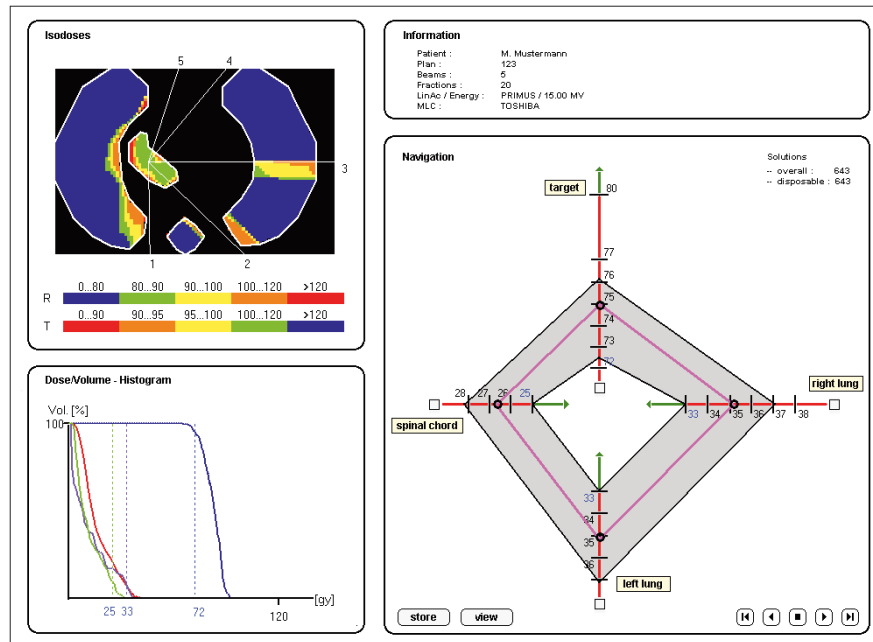 Isodoses
5 4
3
1 2
0...80 80...90 90...100 100...120 >120
R
0...90 90...95 95...100 100...120 >120
T
Information
Patient : M. Mustermann
Plan : 123
Beams : 5
Fractions : 20
LinAc / Energy : PRIMUS / 15.00 MV
MLC : TOSHIBA
Dose/Volume - Histogram
Vol. [%]
100
[gy]
25 33 72 120
Navigation
Solutions
-- overall : 643
-- disposable : 643
target
80
77
76
75
74
73
72
28 27 26 25
spinal chord
right lung
33 34 35 36 37 38
33
34
35
36
left lung
store view